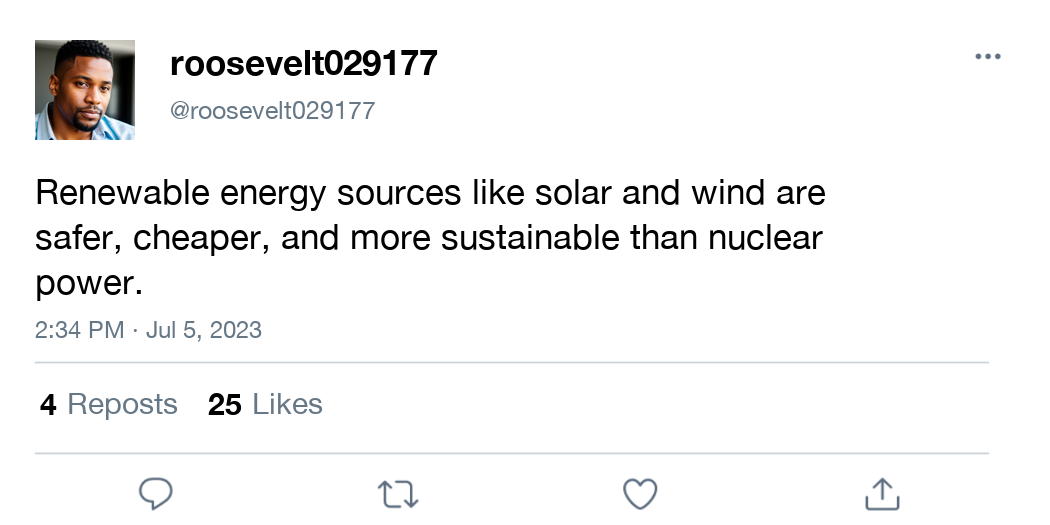 roosevelt029177
@roosevelt029177
Renewable energy sources like solar and wind are
safer, cheaper, and more sustainable than nuclear
power.
2:34 PM · Jul 5, 2023
4 Reposts 25 Likes